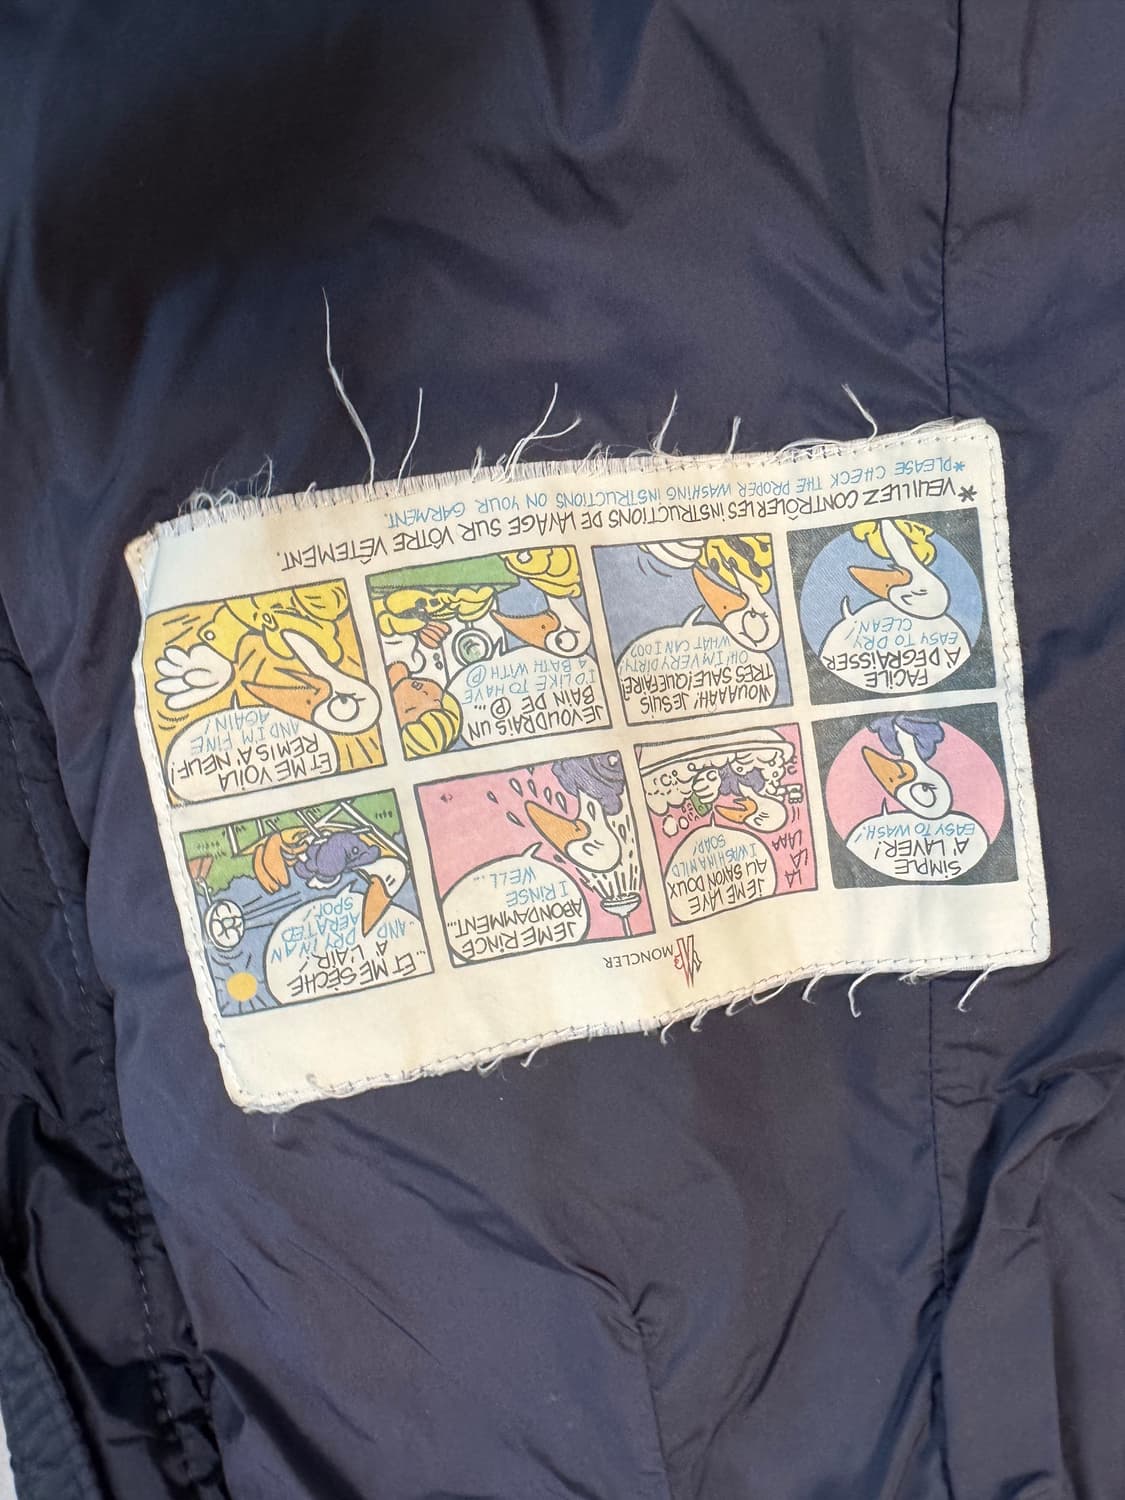 MONCLER
SIMPLE
À LAVER!
EASY TO WASH!
JE ME LAVE
AU SAVON DOUX
I WASH IN A MILD
SOAP!
LA LA
LALA
JE ME RINCE
ABONDAMMENT...
I RINSE
WELL...
...ET ME SÈCHE
À L'AIR!
...AND DRY IN AN
AERATED
SPOT!
FACILE
À DÉGRAISSER
EASY TO DRY
CLEAN!
WOUAAAH! JE SUIS
TRÈS SALE! QUE FAIRE?
OH! I'M VERY DIRTY:
WHAT CAN I DO?
JE VOUDRAIS UN
BAIN DE Ⓟ...
I'D LIKE TO HAVE
A BATH WITH Ⓟ
ET ME VOILÀ
REMIS À NEUF!
AND I'M FINE
AGAIN!
*VEUILLEZ CONTRÔLER LES INSTRUCTIONS DE LAVAGE SUR VÔTRE VÊTEMENT.
*PLEASE CHECK THE PROPER WASHING INSTRUCTIONS ON YOUR GARMENT.